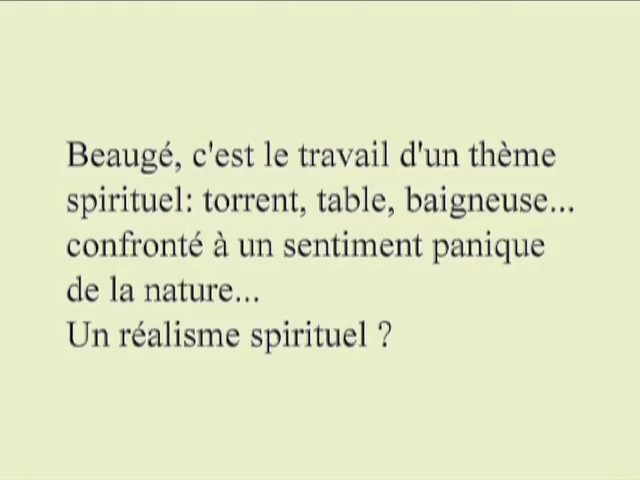 Beaugé, c'est le travail d'un thème
spirituel: torrent, table, baigneuse...
confronté à un sentiment panique
de la nature...
Un réalisme spirituel ?